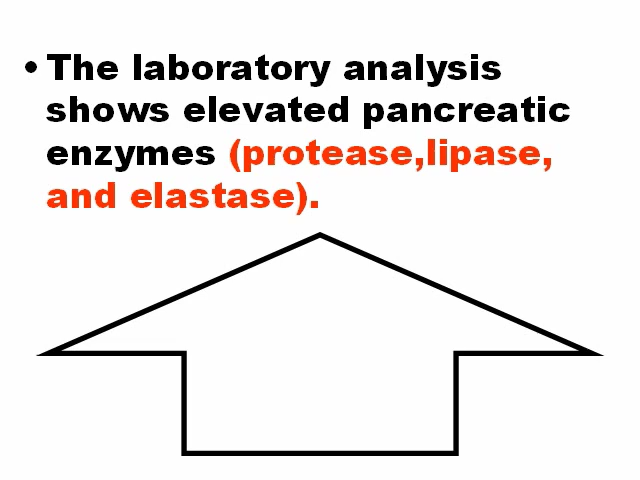 • The laboratory analysis
shows elevated pancreatic
enzymes (protease,lipase,
and elastase).